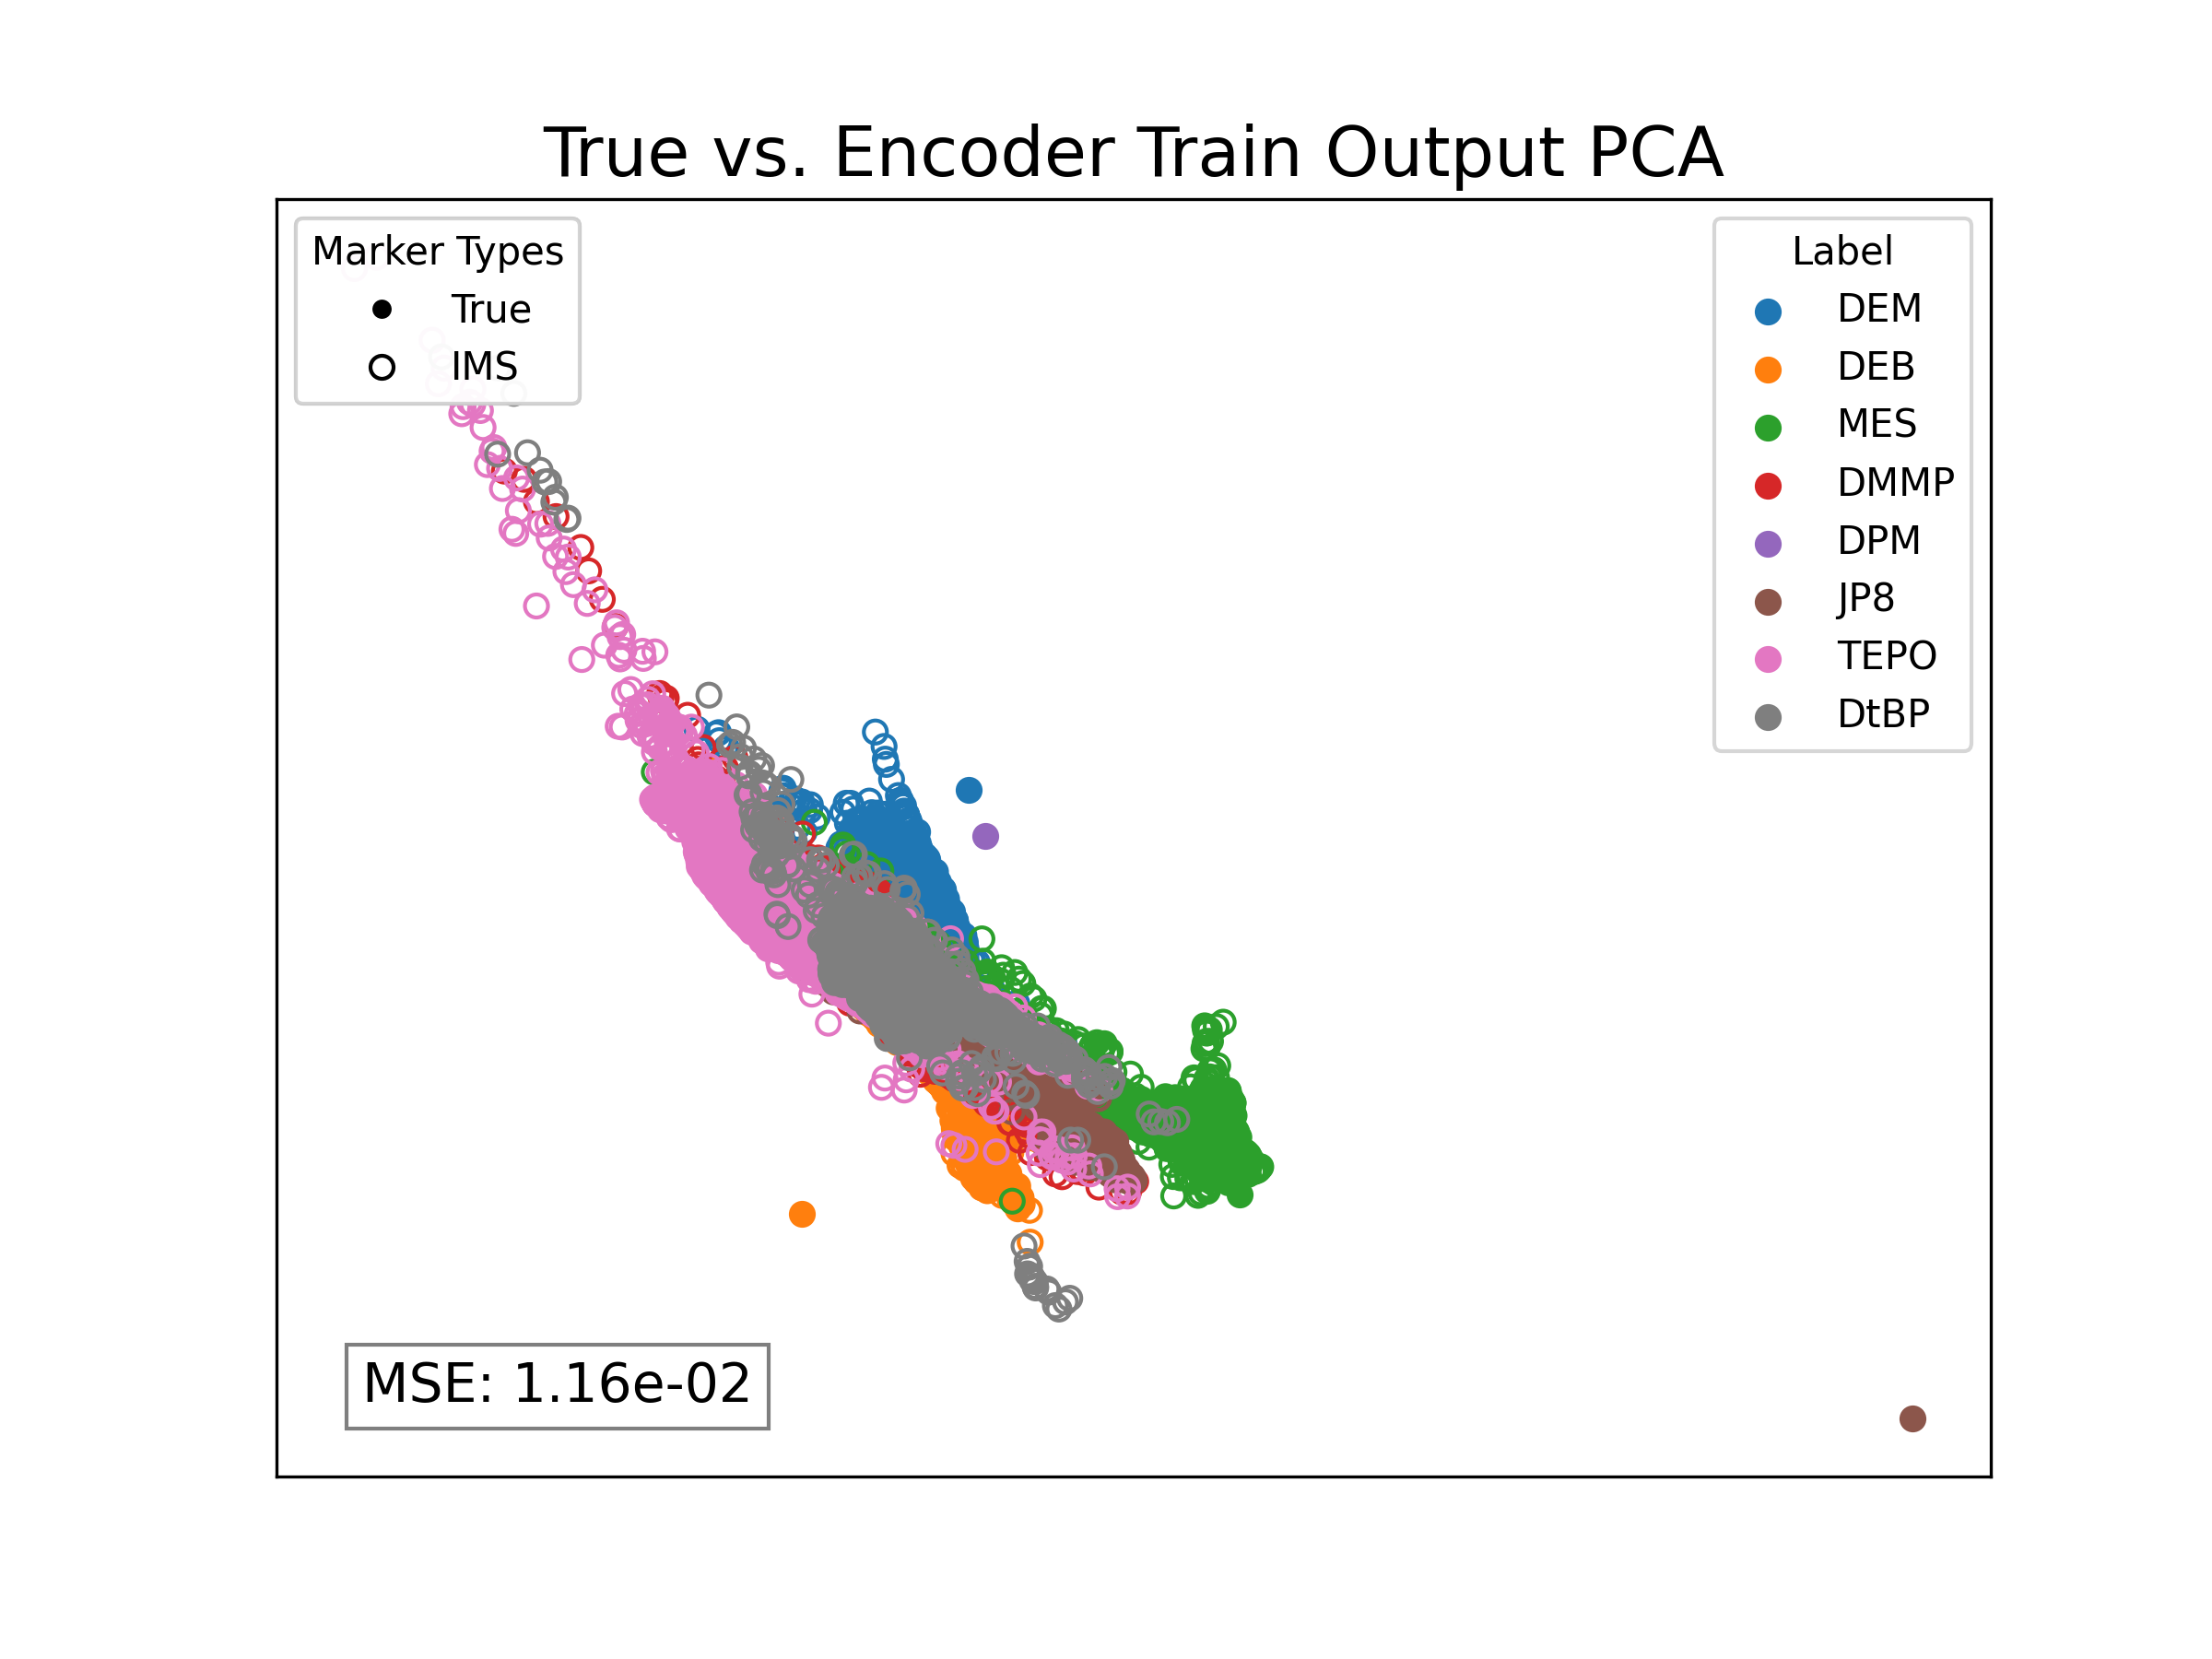 True vs. Encoder Train Output PCA
Marker Types
True
IMS
Label
DEM
DEB
MES
DMMP
DPM
JP8
TEPO
DtBP
MSE: 1.16e-02